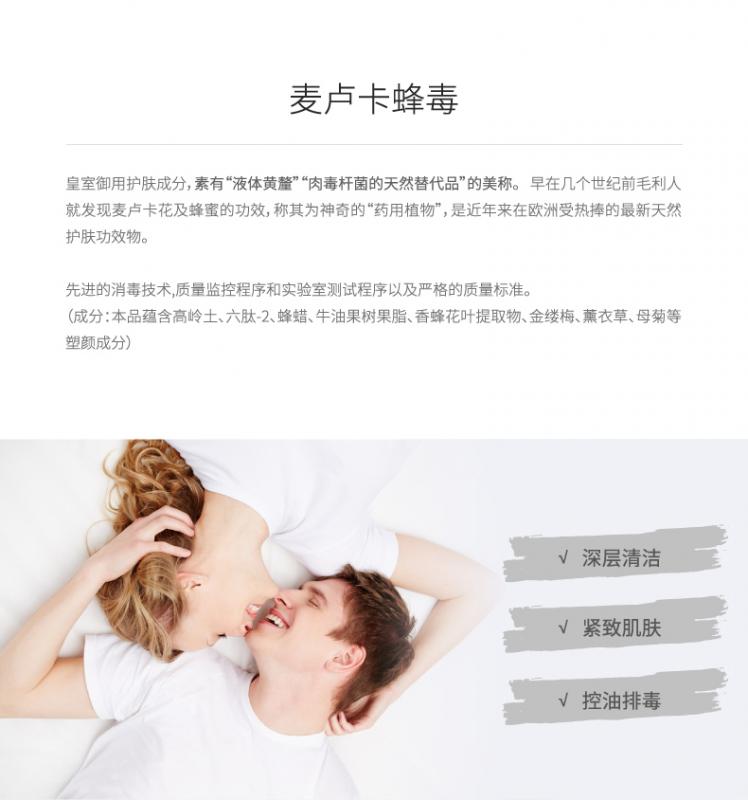 麦卢卡蜂毒
皇室御用护肤成分，素有“液体黄釐”“肉毒杆菌的天然替代品”的美称。 早在几个世纪前毛利人
就发现麦卢卡花及蜂蜜的功效，称其为神奇的“药用植物”，是近年来在欧洲受热捧的最新天然
护肤功效物。
先进的消毒技术,质量监控程序和实验室测试程序以及严格的质量标准。
（成分：本品蕴含高岭土、六肽-2、蜂蜡、牛油果树果脂、香蜂花叶提取物、金缕梅、薰衣草、母菊等
塑颜成分）
√ 深层清洁
√ 紧致肌肤
√ 控油排毒